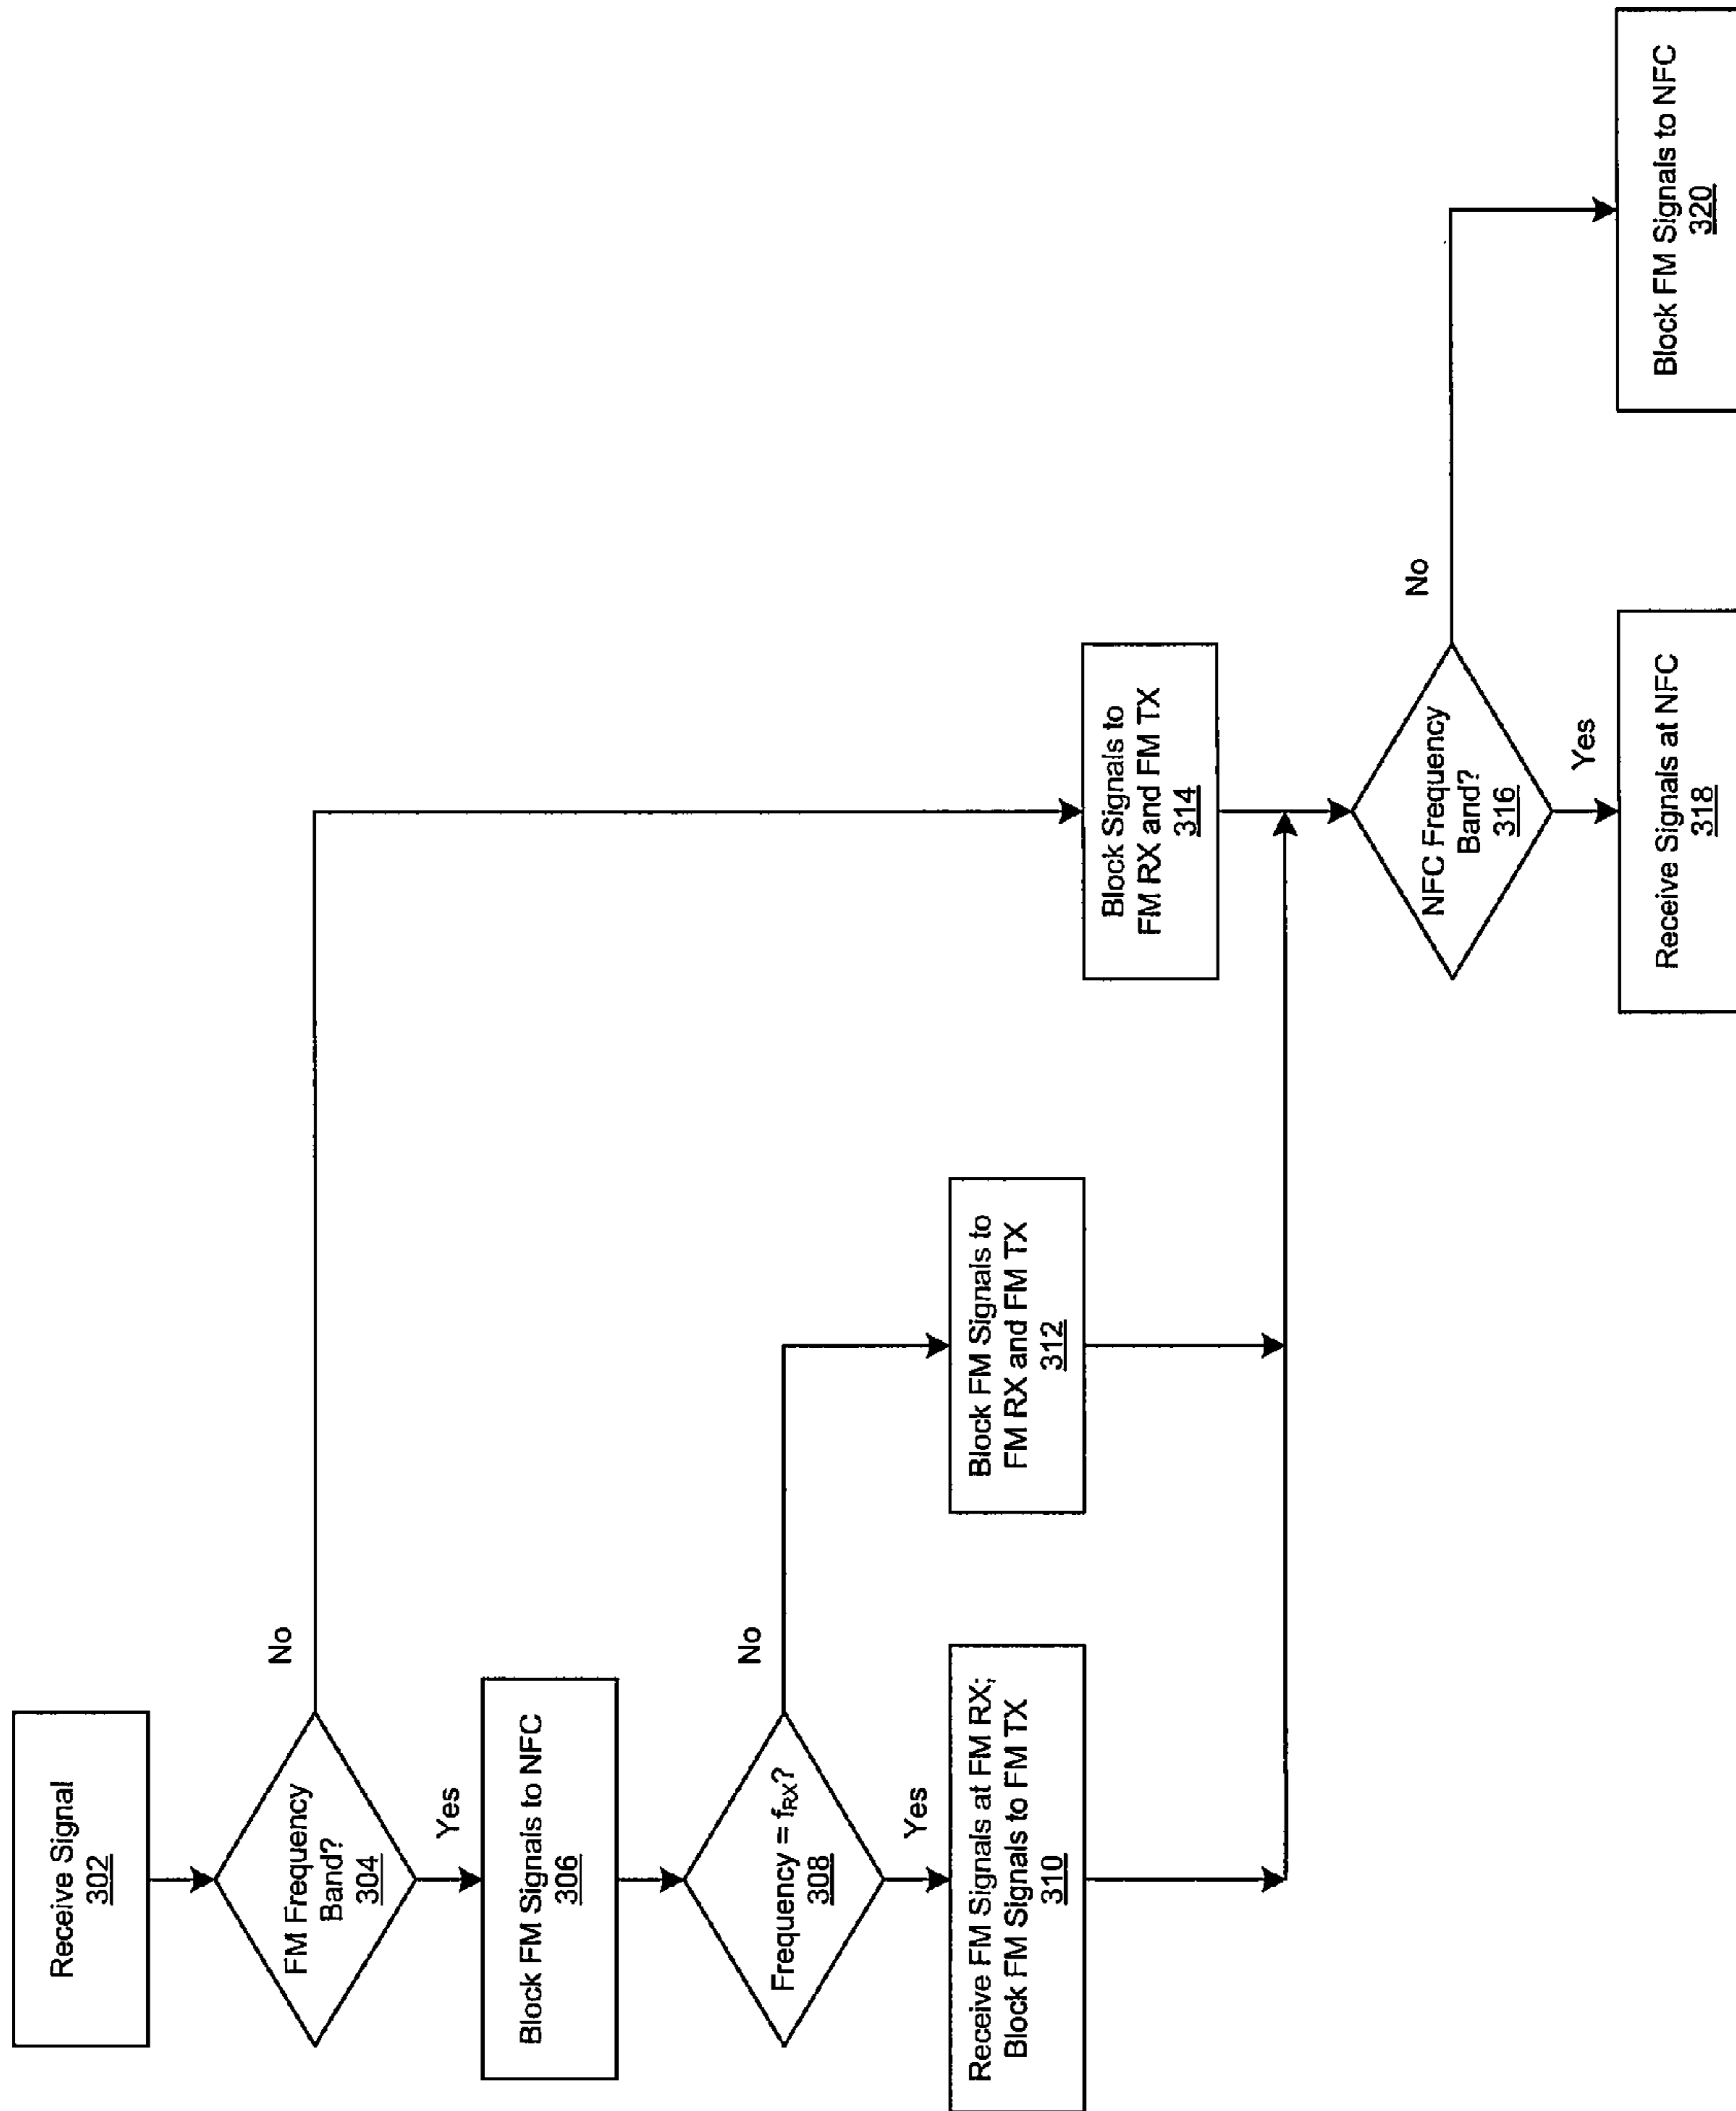 Receive Signal
302
FM Frequency
Band?
304
No
Yes
Block FM Signals to NFC
306
Frequency = fRX?
308
No
Yes
Receive FM Signals at FM RX;
Block FM Signals to FM TX
310
Block FM Signals to
FM RX and FM TX
312
Block Signals to
FM RX and FM TX
314
NFC Frequency
Band?
316
No
Yes
Receive Signals at NFC
318
Block FM Signals to NFC
320